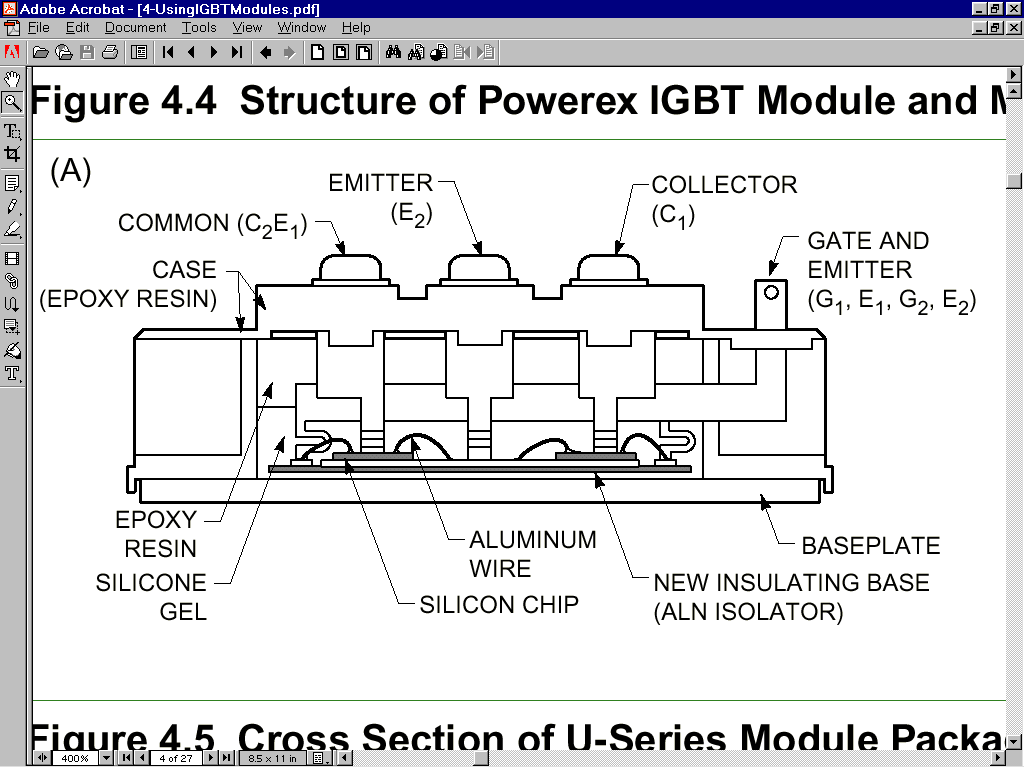 Adobe Acrobat - [4-UsingIGBTModules.pdf]
File Edit Document Tools View Window Help
Figure 4.4 Structure of Powerex IGBT Module and M
(A)
EMITTER
(E2)
COLLECTOR
(C1)
COMMON (C2E1)
GATE AND
EMITTER
(G1, E1, G2, E2)
CASE
(EPOXY RESIN)
EPOXY
RESIN
ALUMINUM
WIRE
BASEPLATE
SILICONE
GEL
SILICON CHIP
NEW INSULATING BASE
(ALN ISOLATOR)
Figure 4.5 Cross Section of U-Series Module Packag
400% 4 of 27 8.5 x 11 in